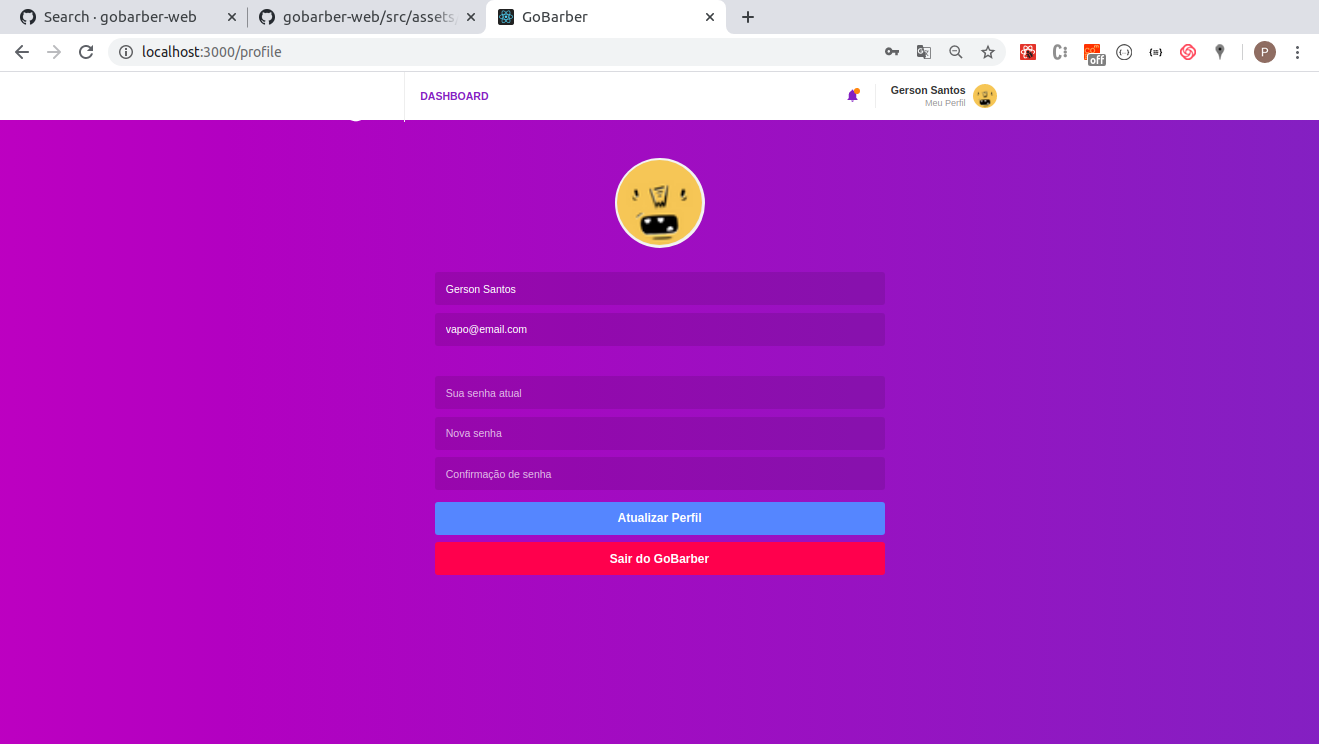 Search · gobarber-web
gobarber-web/src/assets/
GoBarber
localhost:3000/profile
off
P
DASHBOARD
Gerson Santos
Meu Perfil
Gerson Santos
vapo@email.com
Sua senha atual
Nova senha
Confirmação de senha
Atualizar Perfil
Sair do GoBarber